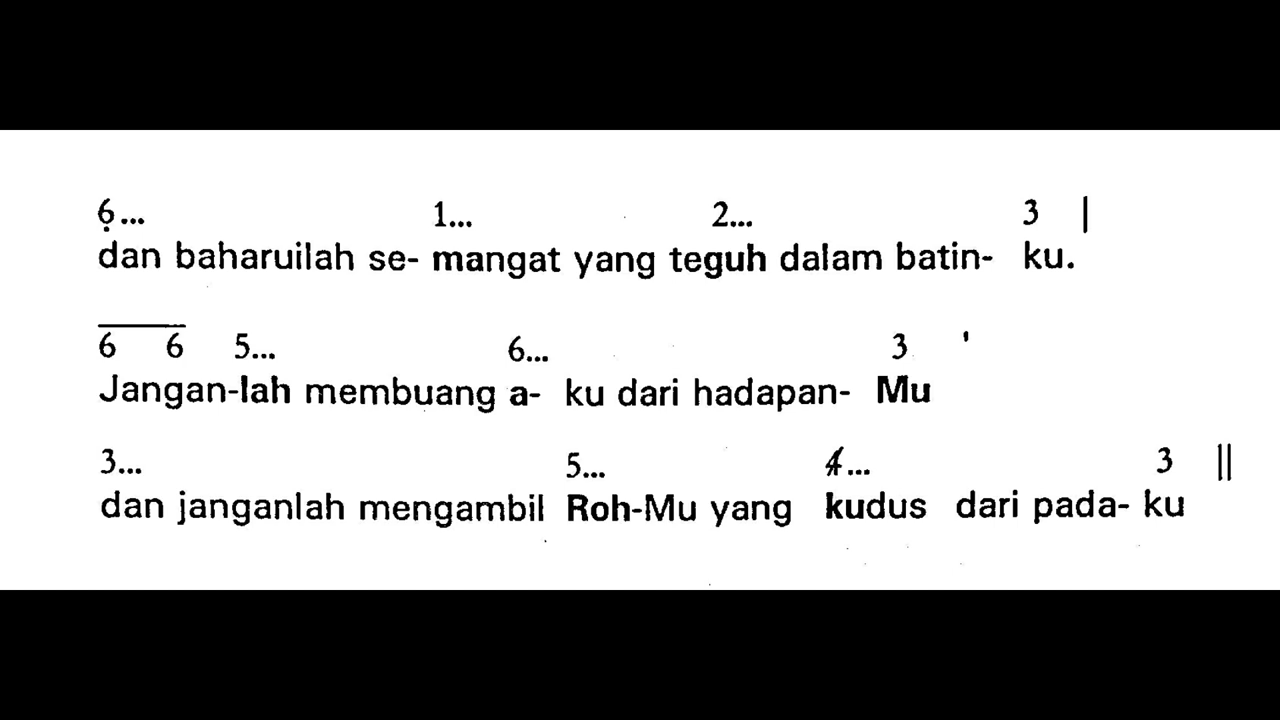 6̣... 1... 2... 3 |
dan baharuilah se- mangat yang teguh dalam batin- ku.
6 6 5... 6... 3 '
Jangan-lah membuang a- ku dari hadapan- Mu
3... 5... 4̸... 3 ||
dan janganlah mengambil Roh-Mu yang kudus dari pada- ku